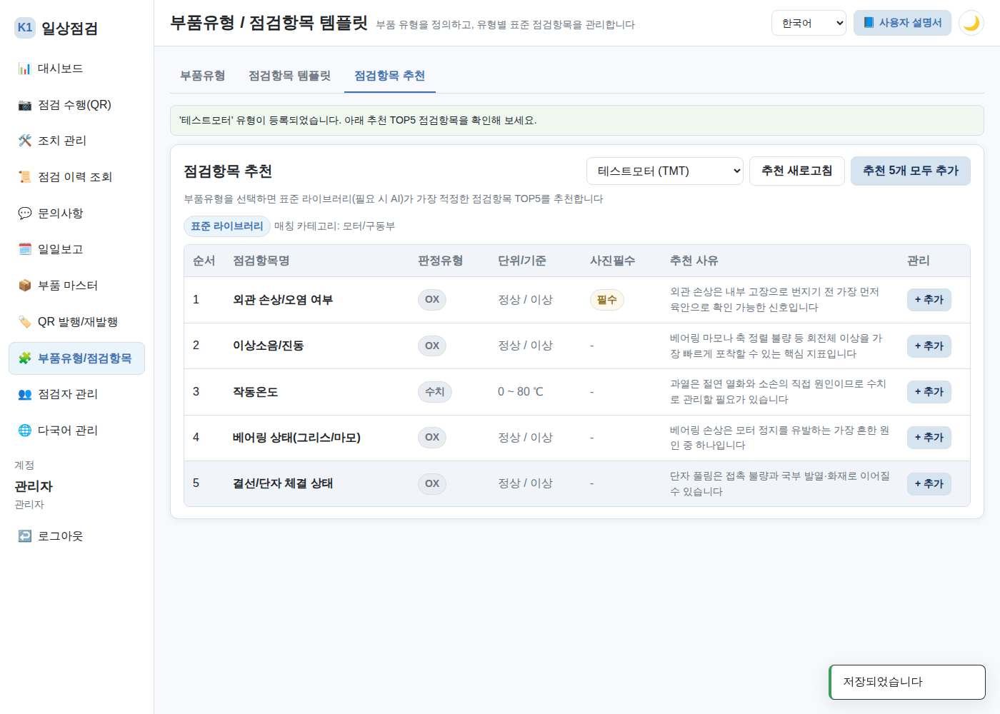 K1 일상점검
대시보드
점검 수행(QR)
조치 관리
점검 이력 조회
문의사항
일일보고
부품 마스터
QR 발행/재발행
부품유형/점검항목
점검자 관리
다국어 관리
계정
관리자
관리자
로그아웃
부품유형 / 점검항목 템플릿 부품 유형을 정의하고, 유형별 표준 점검항목을 관리합니다
한국어
사용자 설명서
부품유형 점검항목 템플릿 점검항목 추천
'테스트모터' 유형이 등록되었습니다. 아래 추천 TOP5 점검항목을 확인해 보세요.
점검항목 추천 테스트모터 (TMT) 추천 새로고침 추천 5개 모두 추가
부품유형을 선택하면 표준 라이브러리(필요 시 AI)가 가장 적정한 점검항목 TOP5를 추천합니다
표준 라이브러리 매칭 카테고리: 모터/구동부
순서 점검항목명 판정유형 단위/기준 사진필수 추천 사유 관리
1 외관 손상/오염 여부 OX 정상 / 이상 필수 외관 손상은 내부 고장으로 번지기 전 가장 먼저
육안으로 확인 가능한 신호입니다 + 추가
2 이상소음/진동 OX 정상 / 이상 - 베어링 마모나 축 정렬 불량 등 회전체 이상을 가
장 빠르게 포착할 수 있는 핵심 지표입니다 + 추가
3 작동온도 수치 0 ~ 80 ℃ - 과열은 절연 열화와 소손의 직접 원인이므로 수치
로 관리할 필요가 있습니다 + 추가
4 베어링 상태(그리스/마모) OX 정상 / 이상 - 베어링 손상은 모터 정지를 유발하는 가장 흔한 원
인 중 하나입니다 + 추가
5 결선/단자 체결 상태 OX 정상 / 이상 - 단자 풀림은 접촉 불량과 국부 발열·화재로 이어질
수 있습니다 + 추가
저장되었습니다